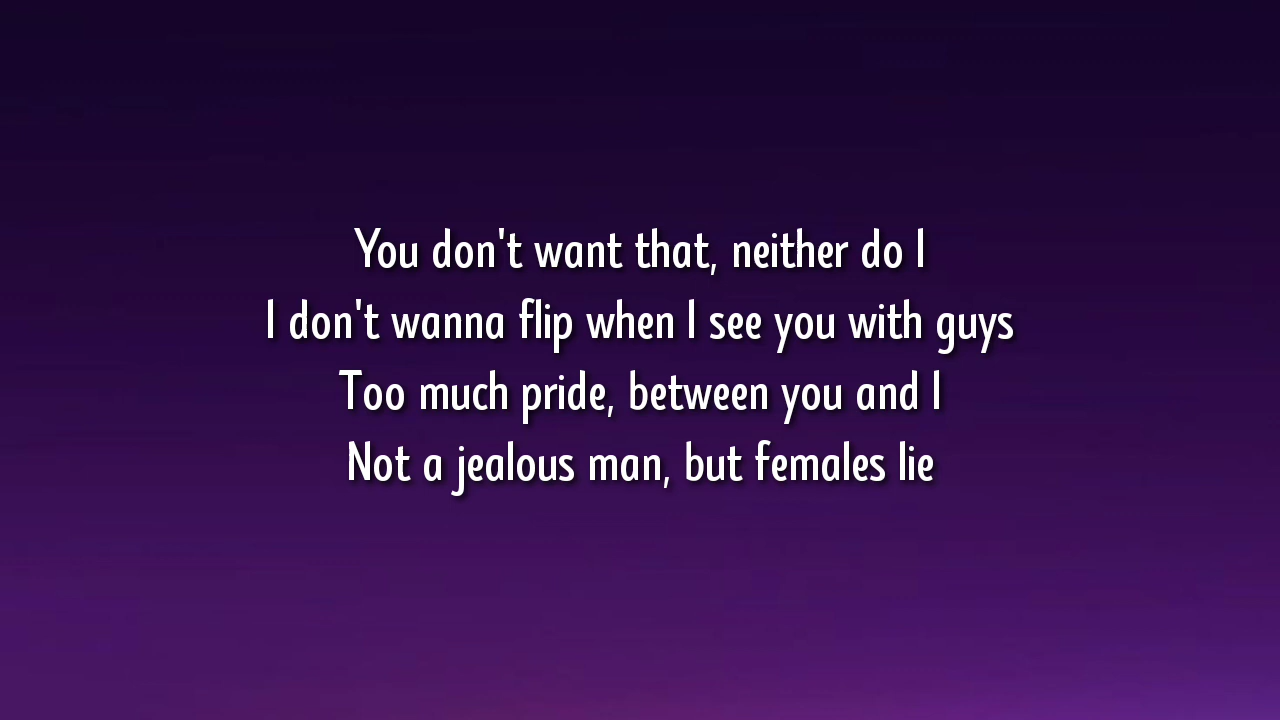 You don't want that, neither do I
I don't wanna flip when I see you with guys
Too much pride, between you and I
Not a jealous man, but females lie